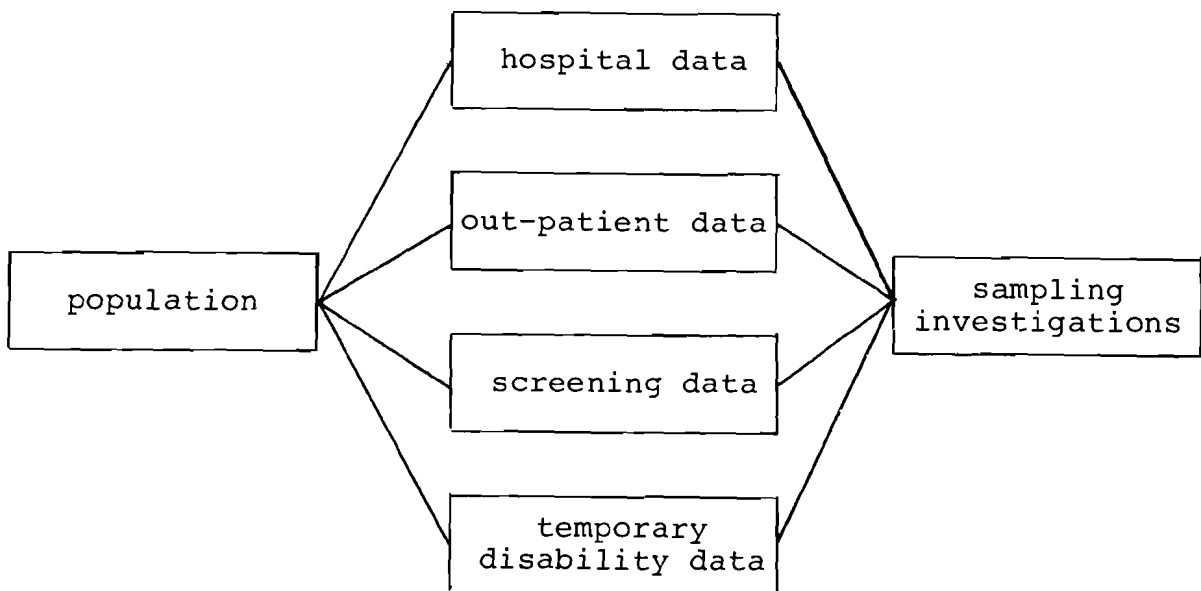 hospital data
out-patient data
population
sampling
investigations
screening data
temporary
disability data